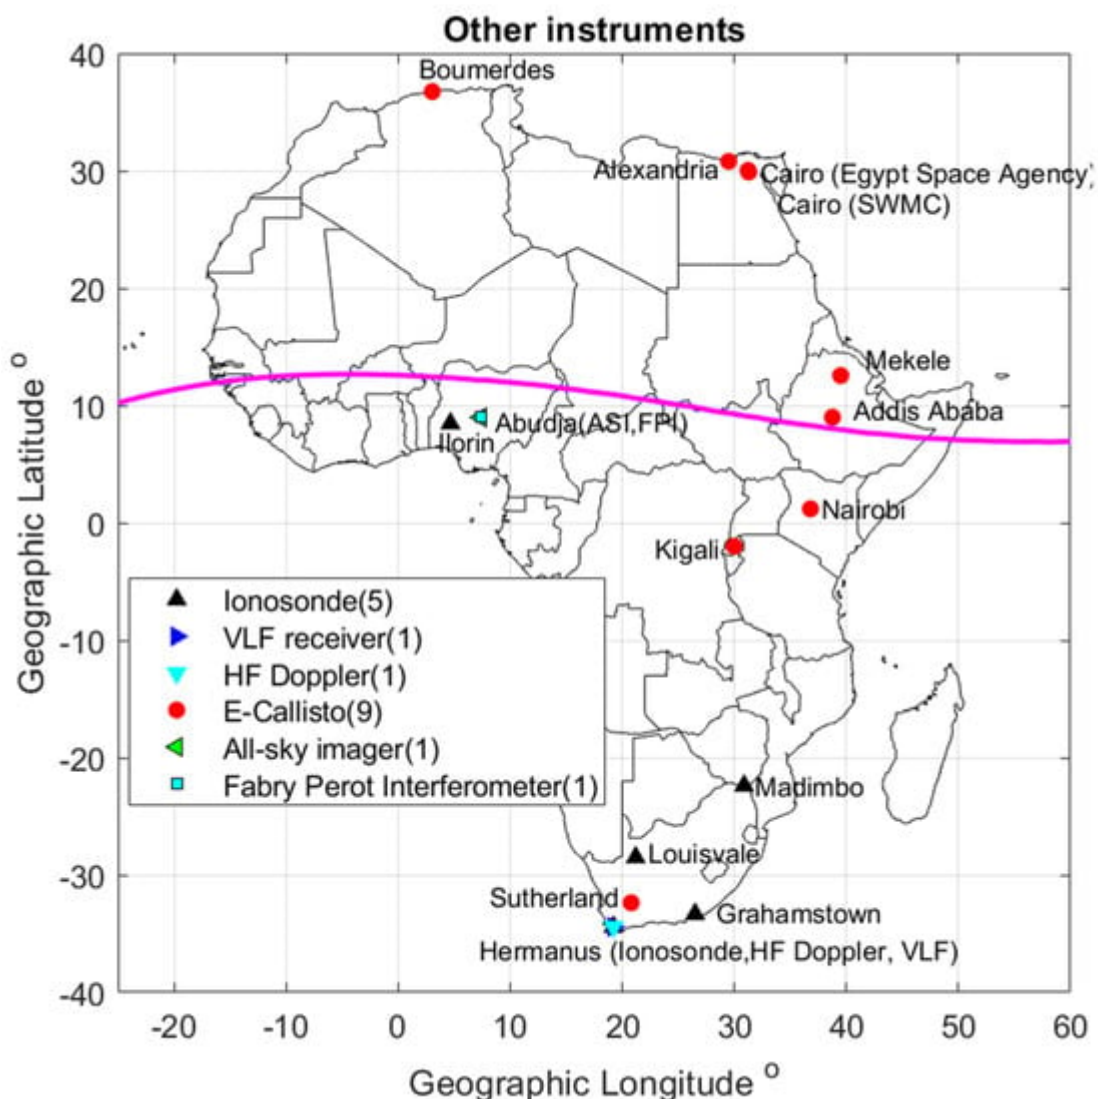 Other instruments
40
30
20
10
0
-10
-20
-30
-40
Geographic Latitude o
Boumerdes
Alexandria
Cairo (Egypt Space Agency)
Cairo (SWMC)
Mekele
Addis Ababa
Abudja(ASI,FPI)
Ilorin
Nairobi
Kigali
Ionosonde(5)
VLF receiver(1)
HF Doppler(1)
E-Callisto(9)
All-sky imager(1)
Fabry Perot Interferometer(1)
Madimbo
Louisvale
Sutherland
Grahamstown
Hermanus (Ionosonde,HF Doppler, VLF)
-20 -10 0 10 20 30 40 50 60
Geographic Longitude o